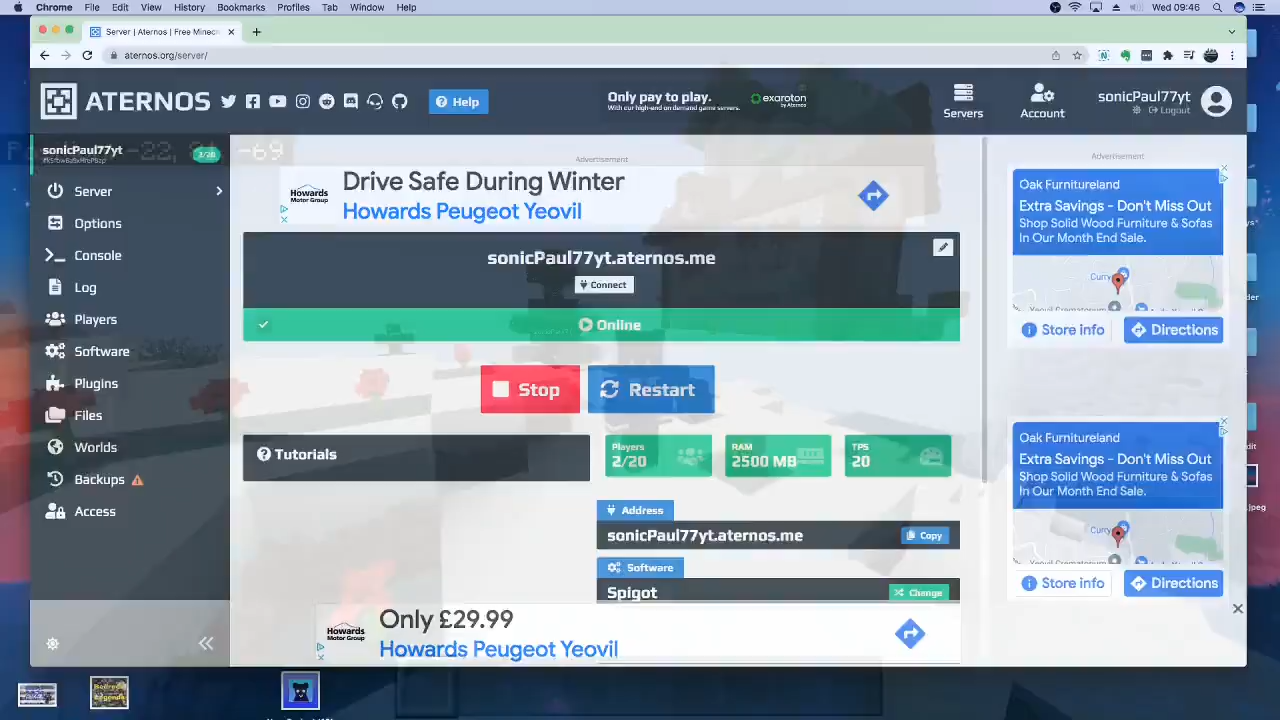 Chrome File Edit View History Bookmarks Profiles Tab Window Help
Wed 09:46
Server | Aternos | Free Minec
aternos.org/server/
ATERNOS
Help
Only pay to play.
With our high-end on demand game servers.
exaroton
by Aternos
Servers
Account
sonicPaul77yt
Logout
sonicPaul77yt
2/20
-22,
-69
Server
Options
Console
Log
Players
Software
Plugins
Files
Worlds
Backups
Access
Advertisement
Howards
Motor Group
Drive Safe During Winter
Howards Peugeot Yeovil
sonicPaul77yt.aternos.me
Connect
Online
Stop
Restart
Tutorials
Players
2/20
RAM
2500 MB
TPS
20
Address
sonicPaul77yt.aternos.me
Copy
Software
Spigot
Change
Howards
Motor Group
Only £29.99
Howards Peugeot Yeovil
Advertisement
Oak Furnitureland
Extra Savings - Don't Miss Out
Shop Solid Wood Furniture & Sofas
In Our Month End Sale.
Curry
Store info
Directions
Oak Furnitureland
Extra Savings - Don't Miss Out
Shop Solid Wood Furniture & Sofas
In Our Month End Sale.
Curry
Store info
Directions